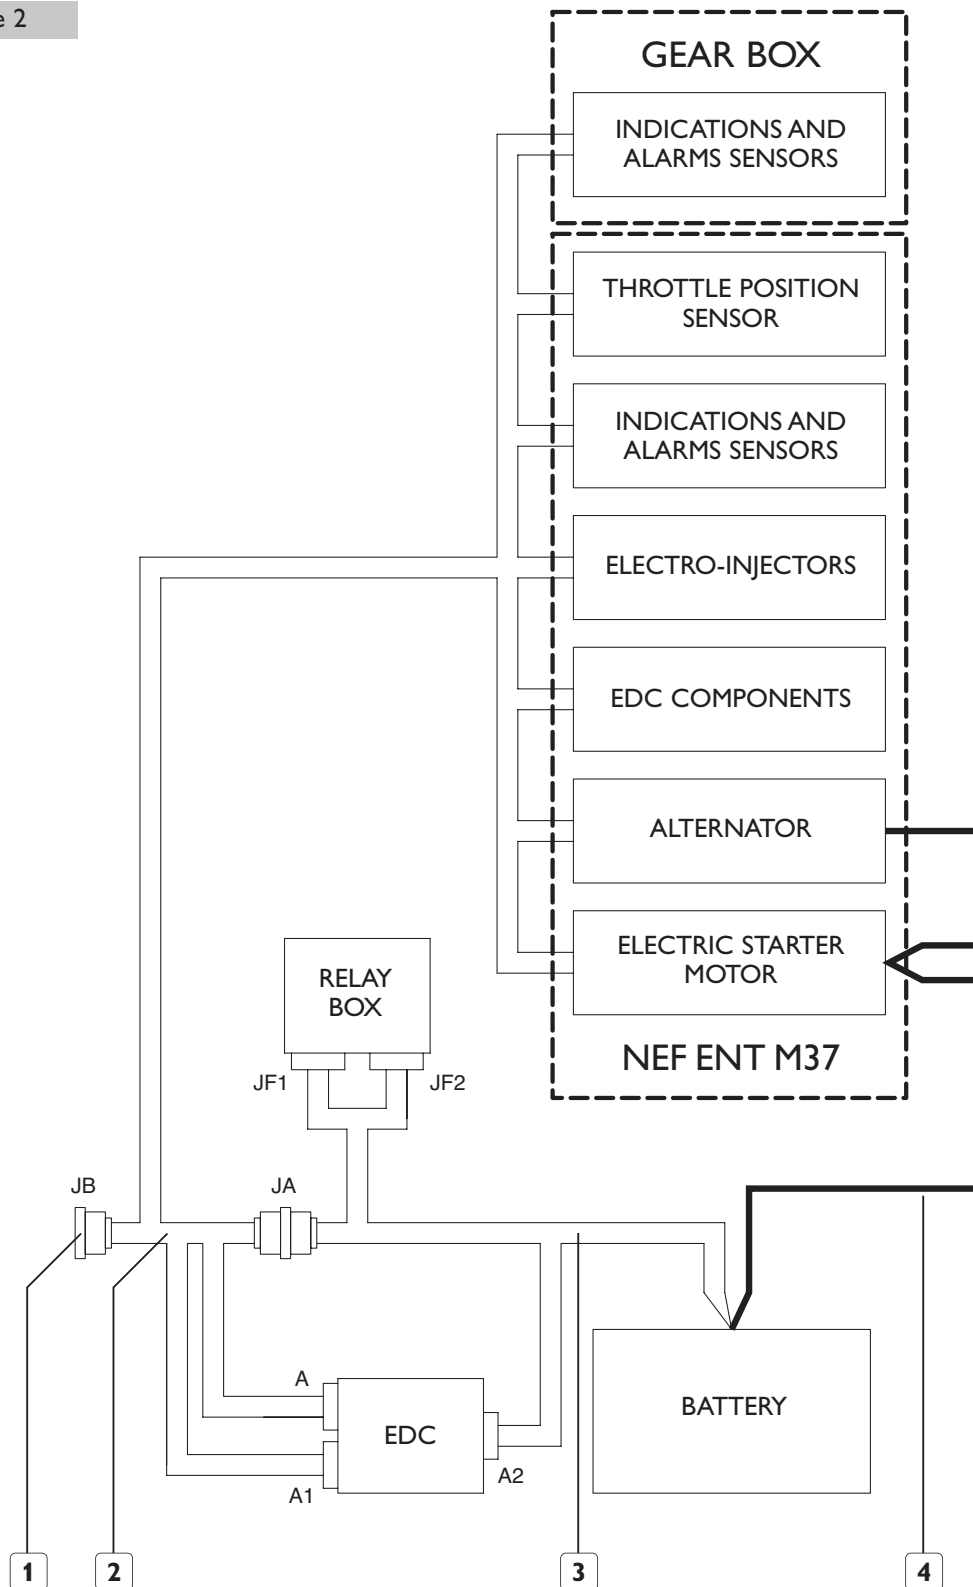 2
GEAR BOX
INDICATIONS AND
ALARMS SENSORS
THROTTLE POSITION
SENSOR
INDICATIONS AND
ALARMS SENSORS
ELECTRO-INJECTORS
EDC COMPONENTS
ALTERNATOR
ELECTRIC STARTER
MOTOR
NEF ENT M37
RELAY
BOX
JF1
JF2
JB
JA
A
EDC
A1
A2
BATTERY
1
2
3
4